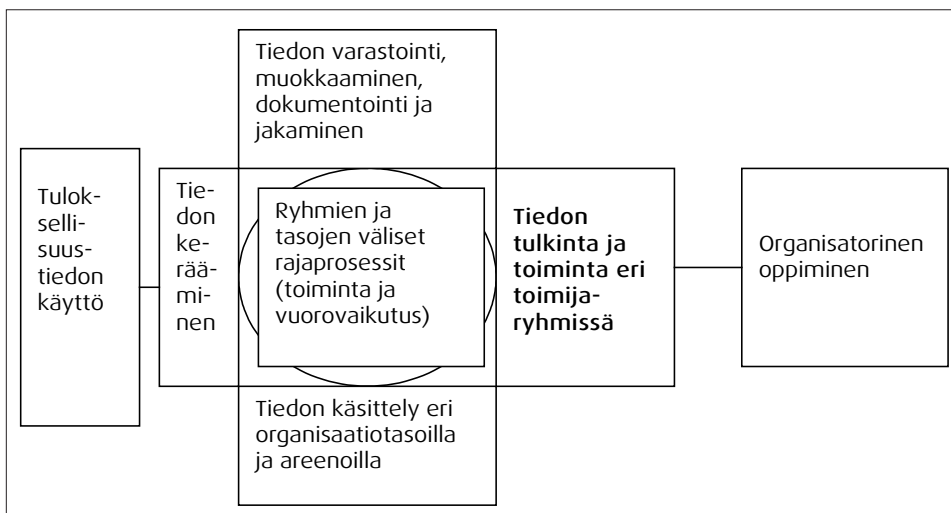 Tulok-
sellі-
suus-
tiedon
käyttö
Tie-
don
ke-
rää-
mi-
nen
Tiedon varastointi,
muokkaaminen,
dokumentointi ja
jakaminen
Ryhmien ja
tasojen väliset
rajaprosessit
(toiminta ja
vuorovaikutus)
Tiedon käsittely eri
organisaatiotasoilla
ja areenoilla
Tiedon
tulkinta ja
toiminta eri
toimija-
ryhmissä
Organisatorinen
oppiminen